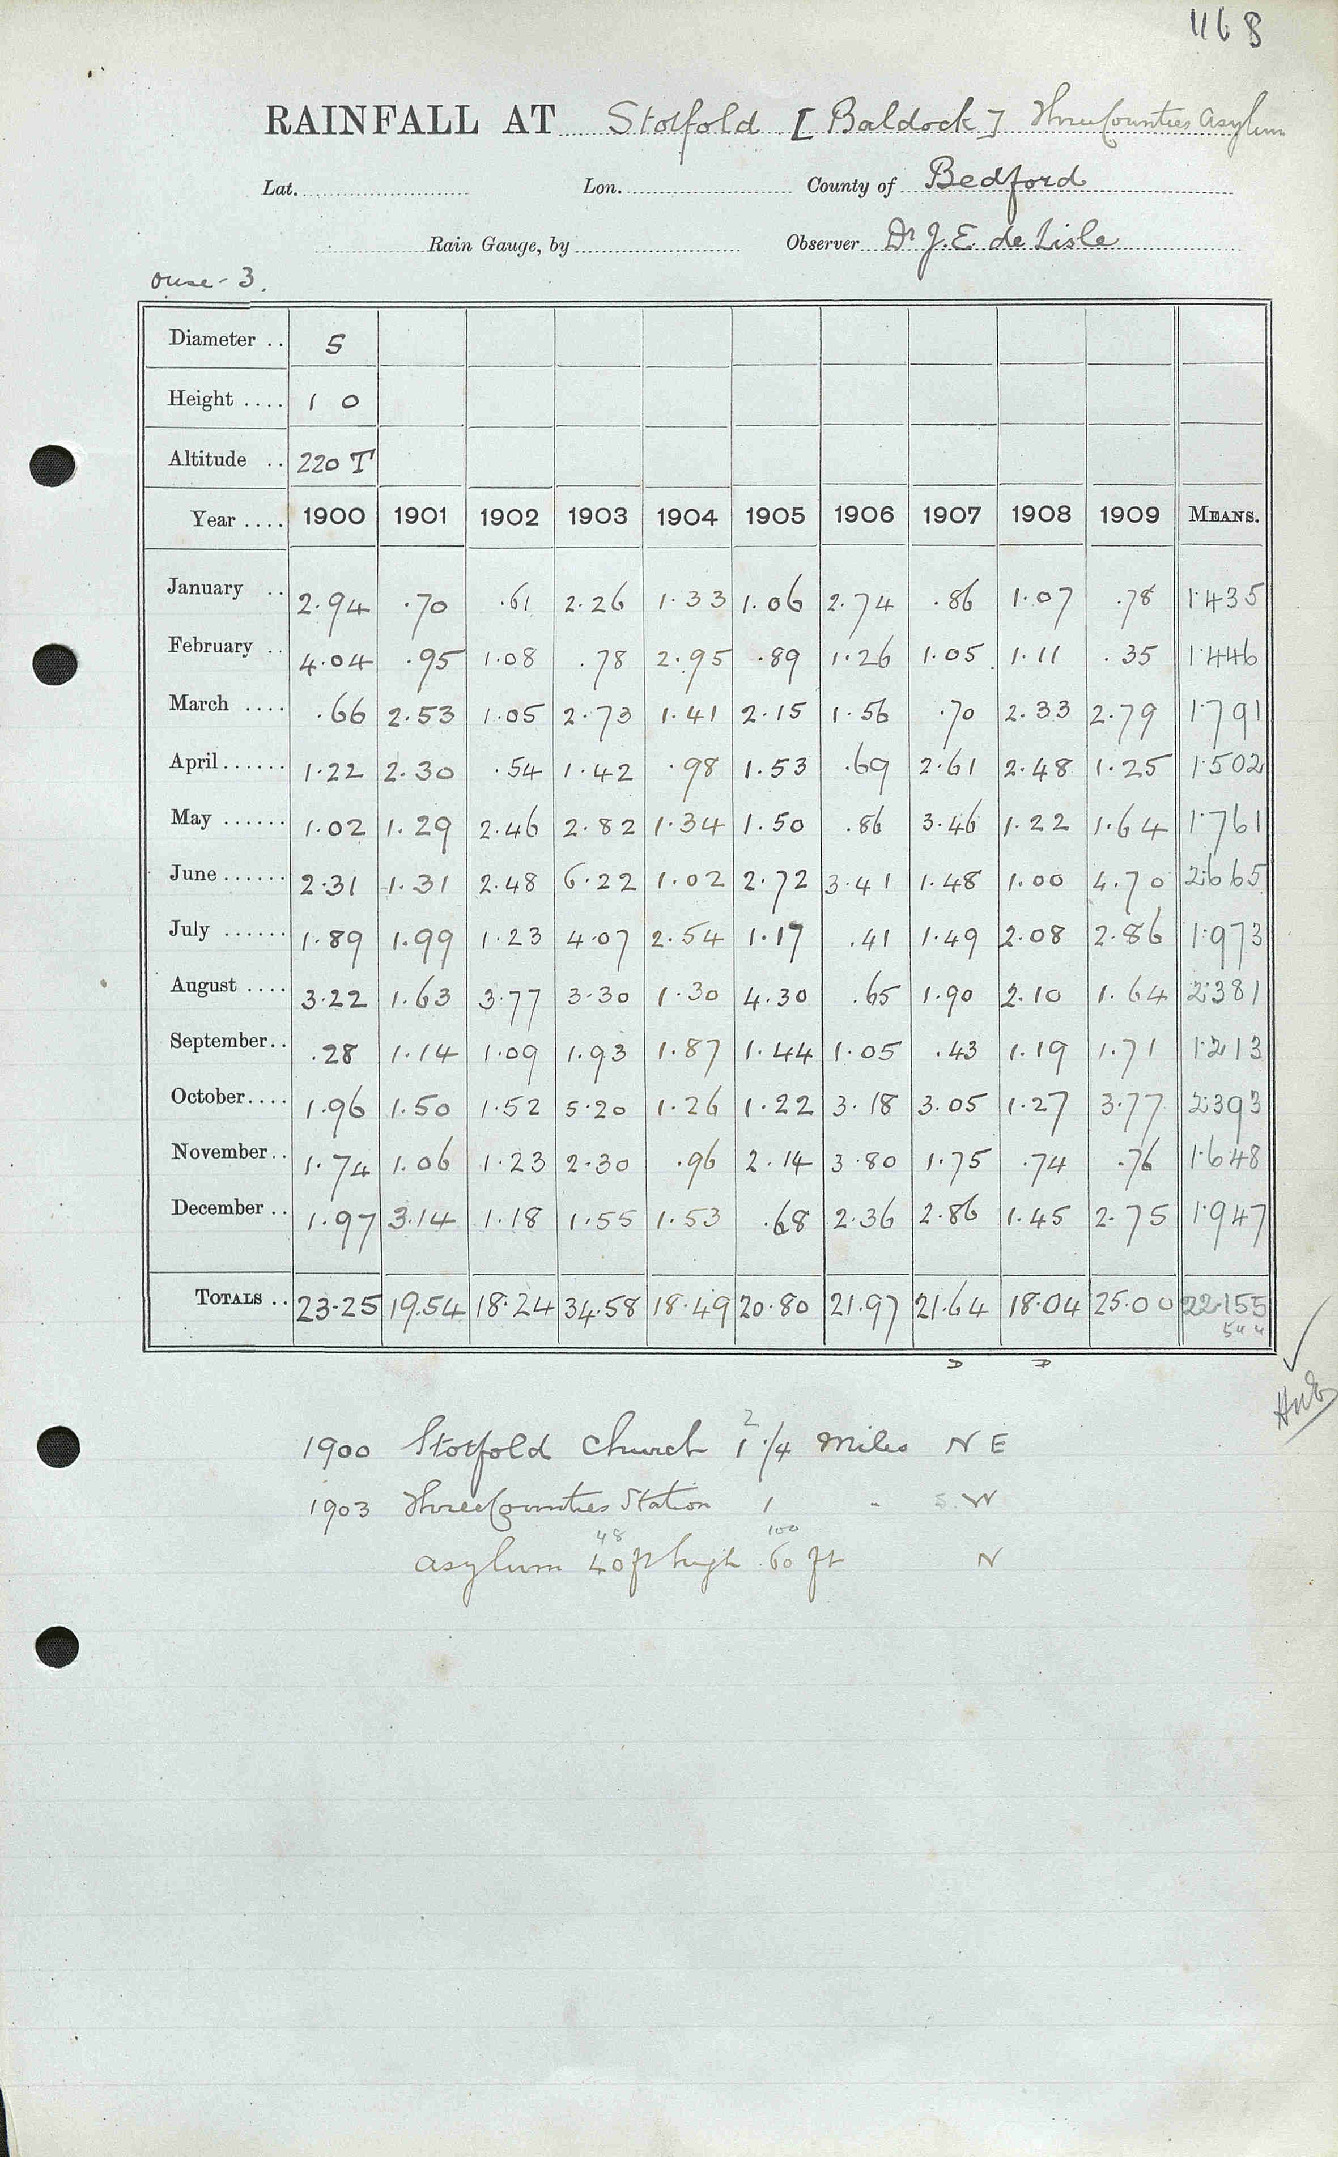 1168
RAINFALL AT Stotfold [Baldock] Three Counties Asylum
Lat. Lon. County of Bedford
Rain Gauge, by Observer Dr J. E. de Lisle
Ouse - 3.
Diameter .. 5
Height .... 1 0
Altitude .. 220 T
Year .... 1900 1901 1902 1903 1904 1905 1906 1907 1908 1909 MEANS.
January .. 2.94 .70 .61 2.26 1.33 1.06 2.74 .86 1.07 .78 1.435
February .. 4.04 .95 1.08 .78 2.95 .89 1.26 1.05 1.11 .35 1.446
March .... .66 2.53 1.05 2.73 1.41 2.15 1.56 .70 2.33 2.79 1.791
April ...... 1.22 2.30 .54 1.42 .98 1.53 .69 2.61 2.48 1.25 1.502
May ...... 1.02 1.29 2.46 2.82 1.34 1.50 .86 3.46 1.22 1.64 1.761
June ...... 2.31 1.31 2.48 6.22 1.02 2.72 3.41 1.48 1.00 4.70 2.665
July ...... 1.89 1.99 1.23 4.07 2.54 1.17 .41 1.49 2.08 2.86 1.973
August .... 3.22 1.63 3.77 3.30 1.30 4.30 .65 1.90 2.10 1.64 2.381
September .. .28 1.14 1.09 1.93 1.87 1.44 1.05 .43 1.19 1.71 1.213
October .... 1.96 1.50 1.52 5.20 1.26 1.22 3.18 3.05 1.27 3.77 2.393
November .. 1.74 1.06 1.23 2.30 .96 2.14 3.80 1.75 .74 .76 1.648
December .. 1.97 3.14 1.18 1.55 1.53 .68 2.36 2.86 1.45 2.75 1.947
TOTALS .. 23.25 19.54 18.24 34.58 18.49 20.80 21.97 21.64 18.04 25.00 22.155
D D
2
1900 Stotfold Church 1 1/4 miles N E
1903 Three Counties Station 1 " S.W
48 100
Asylum 40 ft high 60 ft N